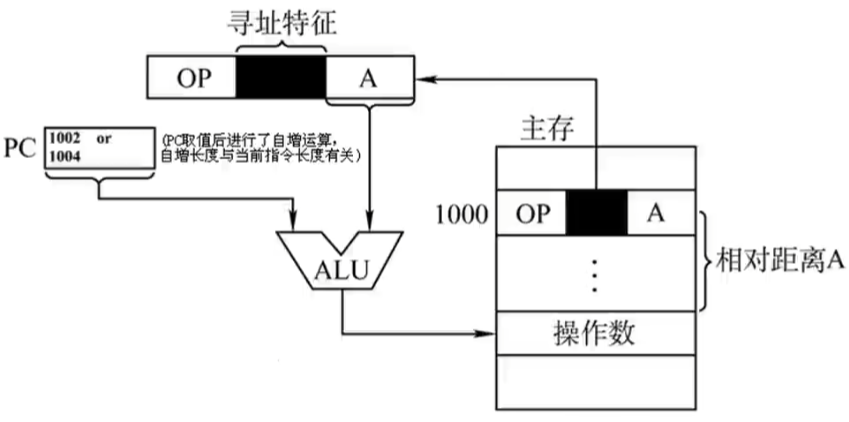 寻址特征
OP A
PC 1002 or
1004
(PC取值后进行了自增运算，
自增长度与当前指令长度有关)
主存
1000 OP A
ALU
⋮
相对距离A
操作数